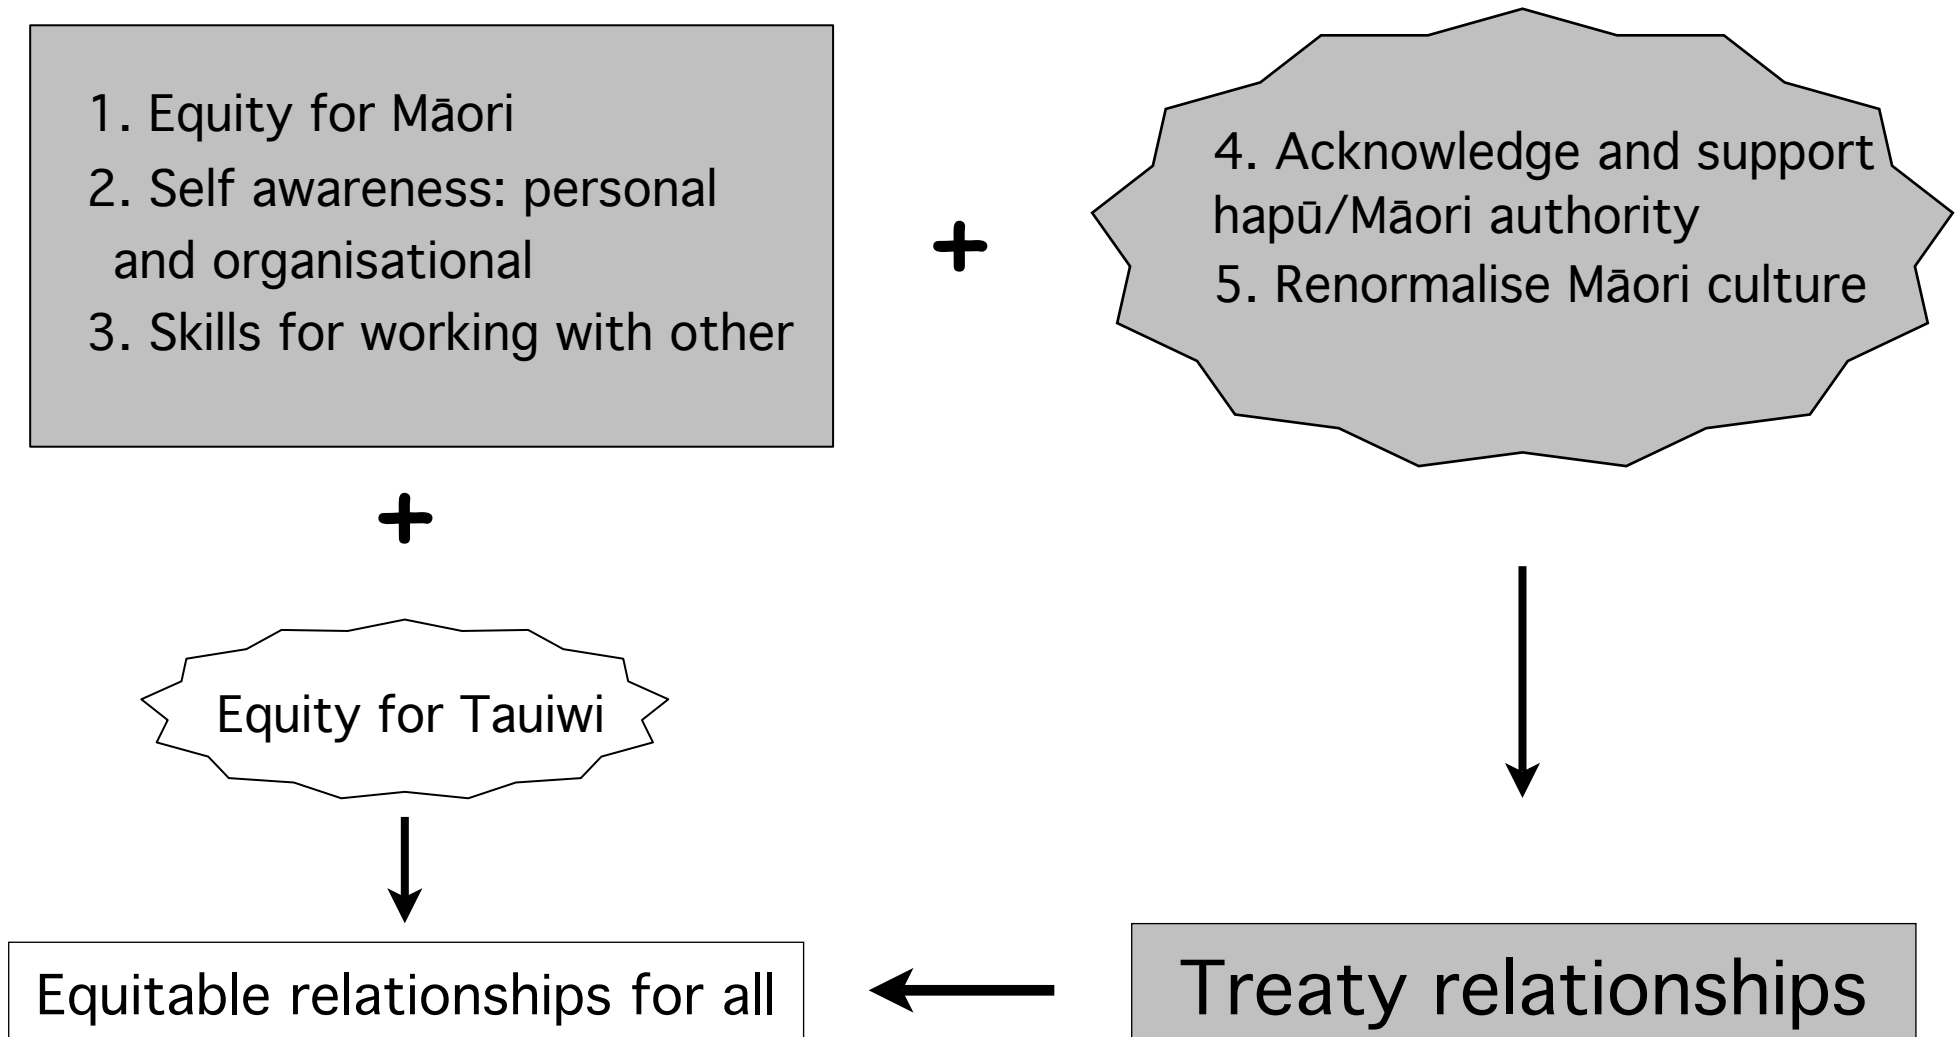 1. Equity for Māori
2. Self awareness: personal
and organisational
3. Skills for working with other
+
4. Acknowledge and support
hapū/Māori authority
5. Renormalise Māori culture
+
Equity for Tauiwi
Equitable relationships for all
Treaty relationships